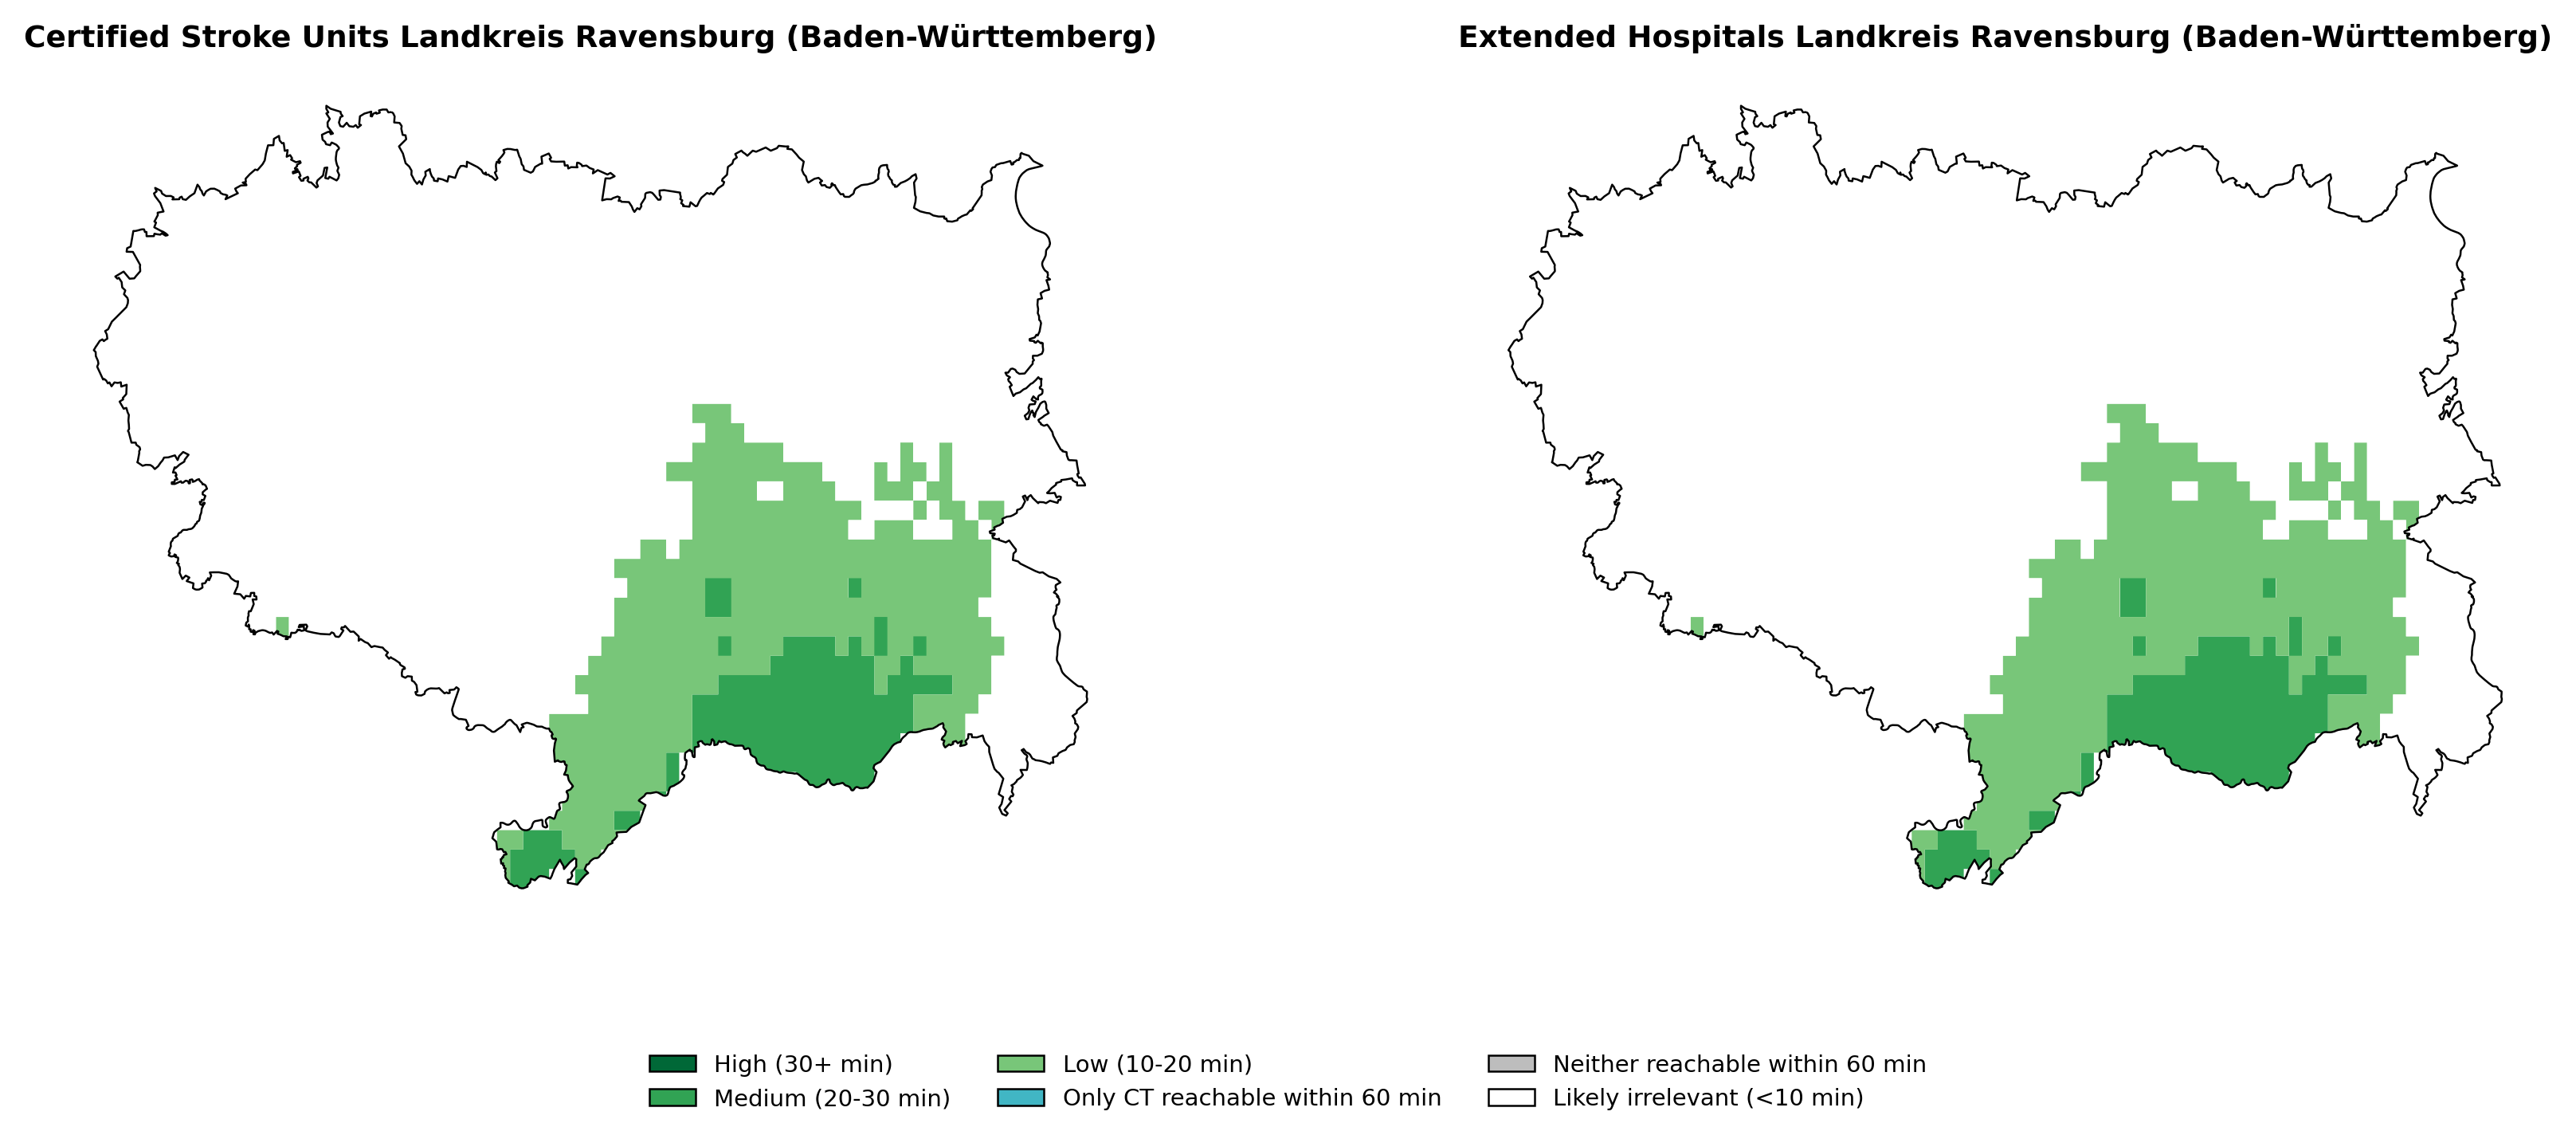 Certified Stroke Units Landkreis Ravensburg (Baden-Württemberg)
Extended Hospitals Landkreis Ravensburg (Baden-Württemberg)
High (30+ min)
Medium (20-30 min)
Low (10-20 min)
Only CT reachable within 60 min
Neither reachable within 60 min
Likely irrelevant (<10 min)